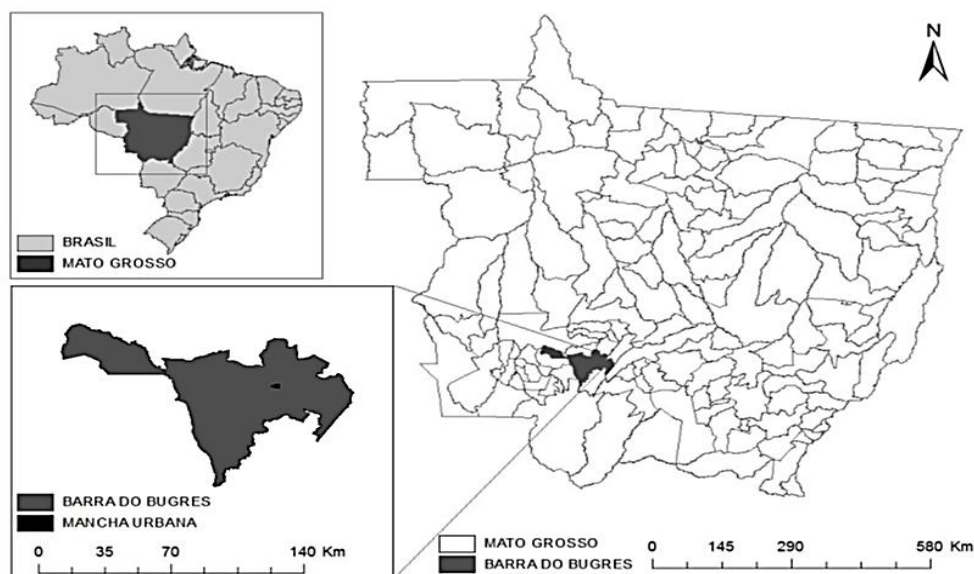 BRASIL
MATO GROSSO
N
BARRA DO BUGRES
MANCHA URBANA
0 35 70 140 Km
MATO GROSSO
BARRA DO BUGRES
0 145 290 580 Km